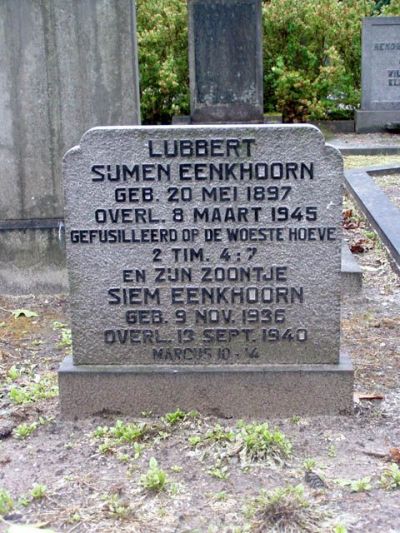 LUBBERT
SIJMEN EENKHOORN
GEB. 20 MEI 1897
OVERL. 8 MAART 1945
GEFUSILLEERD OP DE WOESTE HOEVE
2 TIM. 4:7
EN ZIJN ZOONTJE
SIEM EENKHOORN
GEB. 9 NOV. 1936
OVERL. 13 SEPT. 1940
MARCUS 10-14